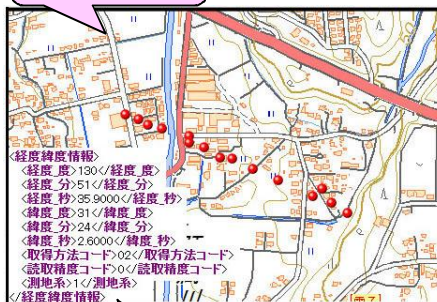 <経度緯度情報>
<経度_度>130</経度_度>
<経度_分>51</経度_分>
<経度_秒>35.9000</経度_秒>
<緯度_度>31</緯度_度>
<緯度_分>24</緯度_分>
<緯度_秒>2.6000</緯度_秒>
<取得方法コード>02</取得方法コード>
<読取精度コード>0</読取精度コード>
<測地系>1</測地系>
</経度緯度情報>